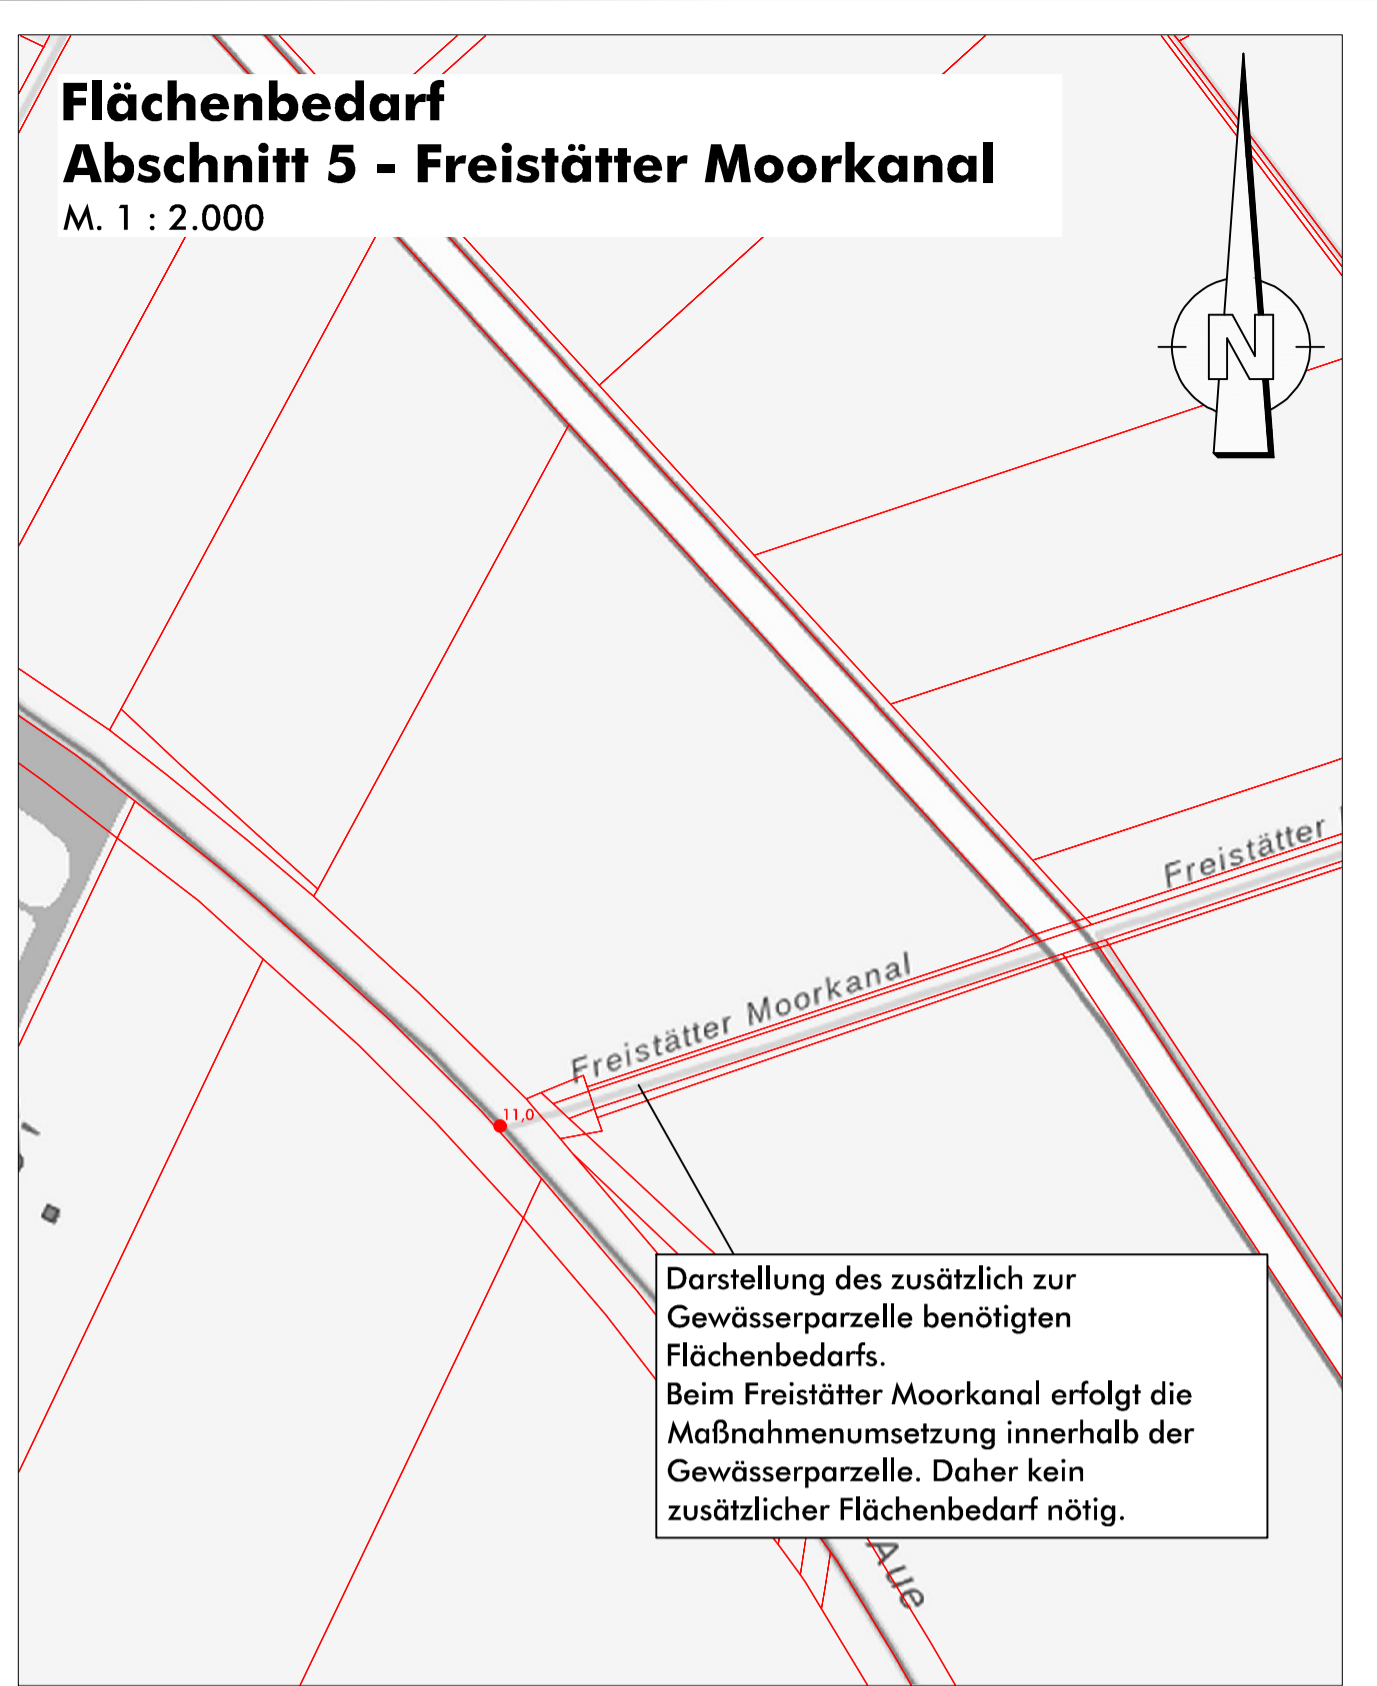 Flächenbedarf
Abschnitt 5 - Freistätter Moorkanal
M. 1 : 2.000
N
Freistätter
Freistätter Moorkanal
11,0
Darstellung des zusätzlich zur
Gewässerparzelle benötigten
Flächenbedarfs.
Beim Freistätter Moorkanal erfolgt die
Maßnahmenumsetzung innerhalb der
Gewässerparzelle. Daher kein
zusätzlicher Flächenbedarf nötig.
Aue